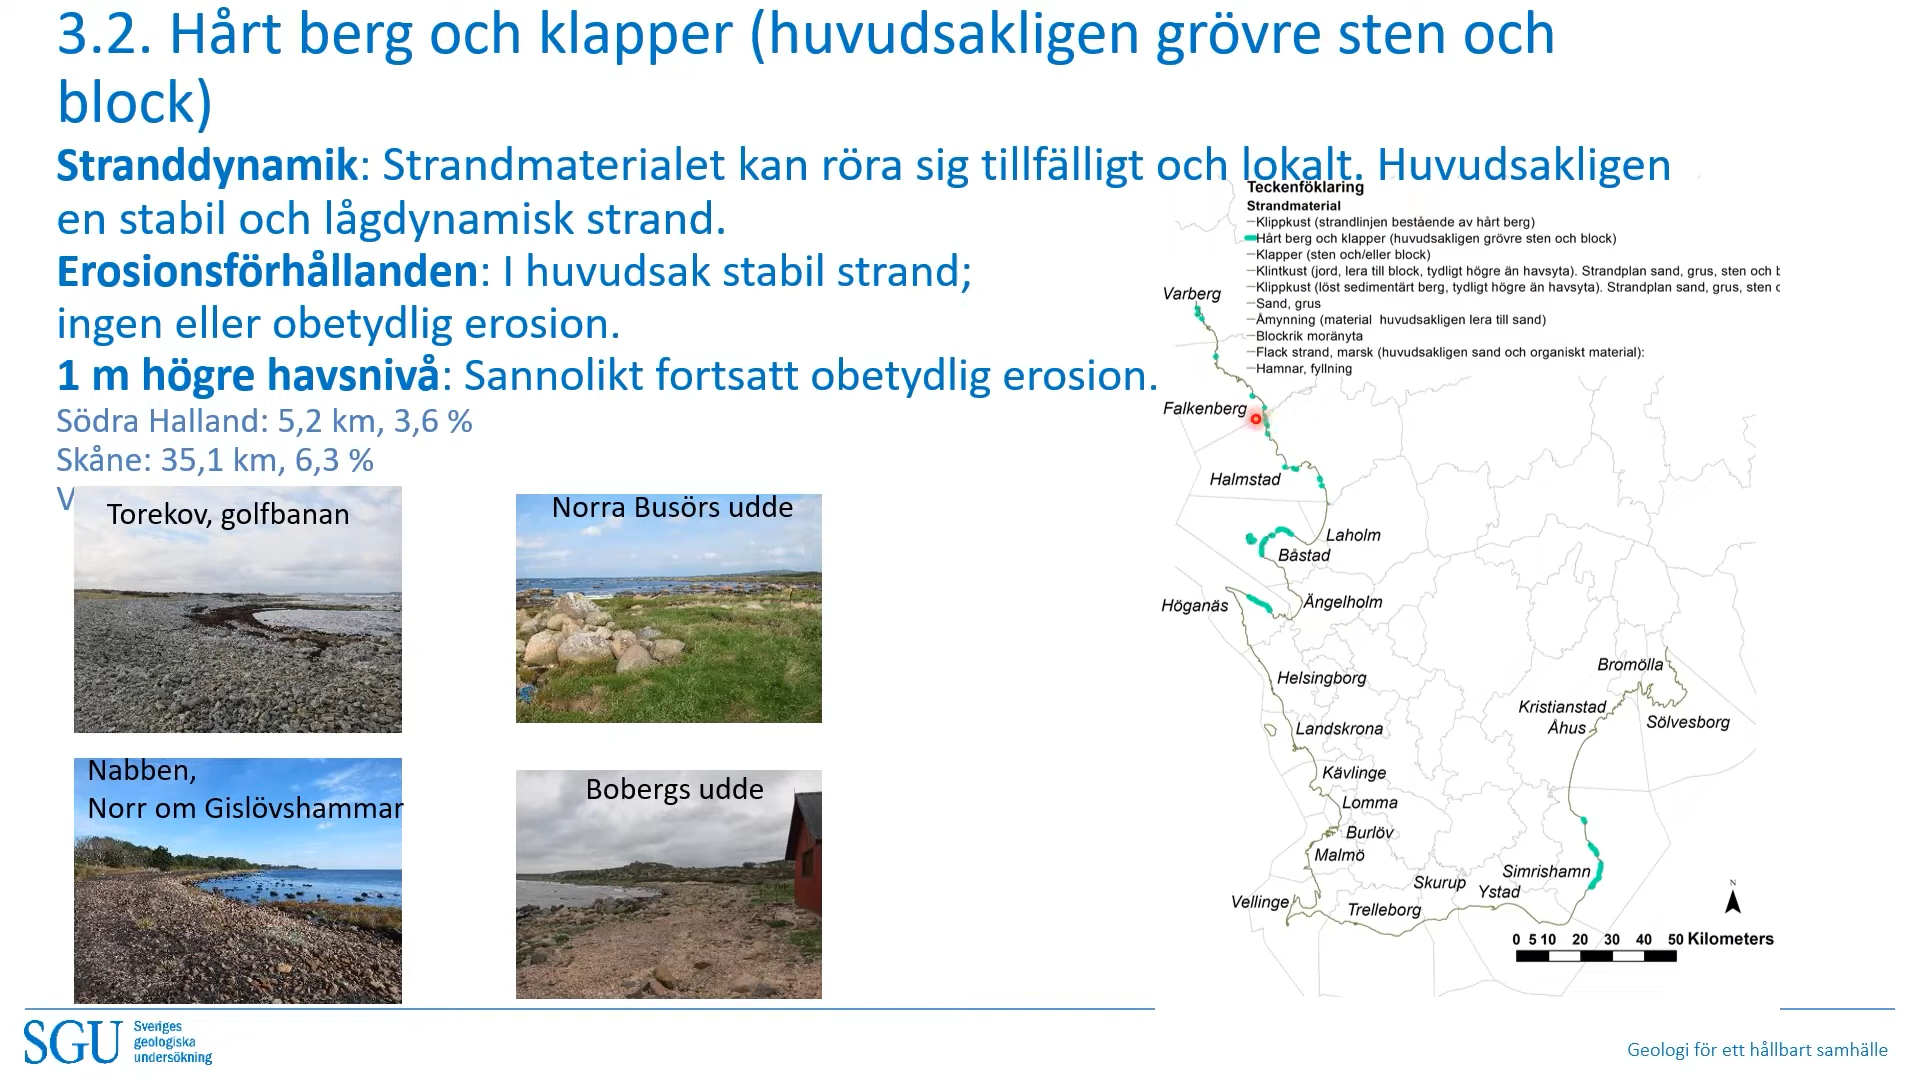 3.2. Hårt berg och klapper (huvudsakligen grövre sten och
block)
Stranddynamik: Strandmaterialet kan röra sig tillfälligt och lokalt. Huvudsakligen
en stabil och lågdynamisk strand.
Erosionsförhållanden: I huvudsak stabil strand;
ingen eller obetydlig erosion.
1 m högre havsnivå: Sannolikt fortsatt obetydlig erosion.
Södra Halland: 5,2 km, 3,6 %
Skåne: 35,1 km, 6,3 %
Torekov, golfbanan
Norra Busörs udde
Nabben,
Norr om Gislövshammar
Bobergs udde
Teckenföklaring
Strandmaterial
Klippkust (strandlinjen bestående av hårt berg)
Hårt berg och klapper (huvudsakligen grövre sten och block)
Klapper (sten och/eller block)
Klintkust (jord, lera till block, tydligt högre än havsyta). Strandplan sand, grus, sten och
Klippkust (löst sedimentärt berg, tydligt högre än havsyta). Strandplan sand, grus, sten
Sand, grus
Åmynning (material huvudsakligen lera till sand)
Blockrik moränyta
Flack strand, marsk (huvudsakligen sand och organiskt material):
Hamnar, fyllning
Varberg
Falkenberg
Halmstad
Laholm
Båstad
Höganäs
Ängelholm
Helsingborg
Landskrona
Kävlinge
Lomma
Burlöv
Malmö
Vellinge
Trelleborg
Skurup
Ystad
Simrishamn
Bromölla
Kristianstad
Åhus
Sölvesborg
N
0 5 10 20 30 40 50 Kilometers
SGU
Sveriges
geologiska
undersökning
Geologi för ett hållbart samhälle